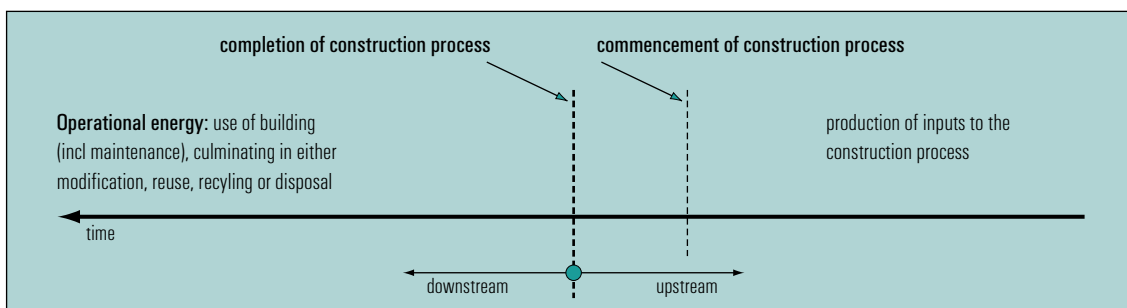 completion of construction process
commencement of construction process
Operational energy: use of building
(incl maintenance), culminating in either
modification, reuse, recyling or disposal
production of inputs to the
construction process
time
downstream
upstream